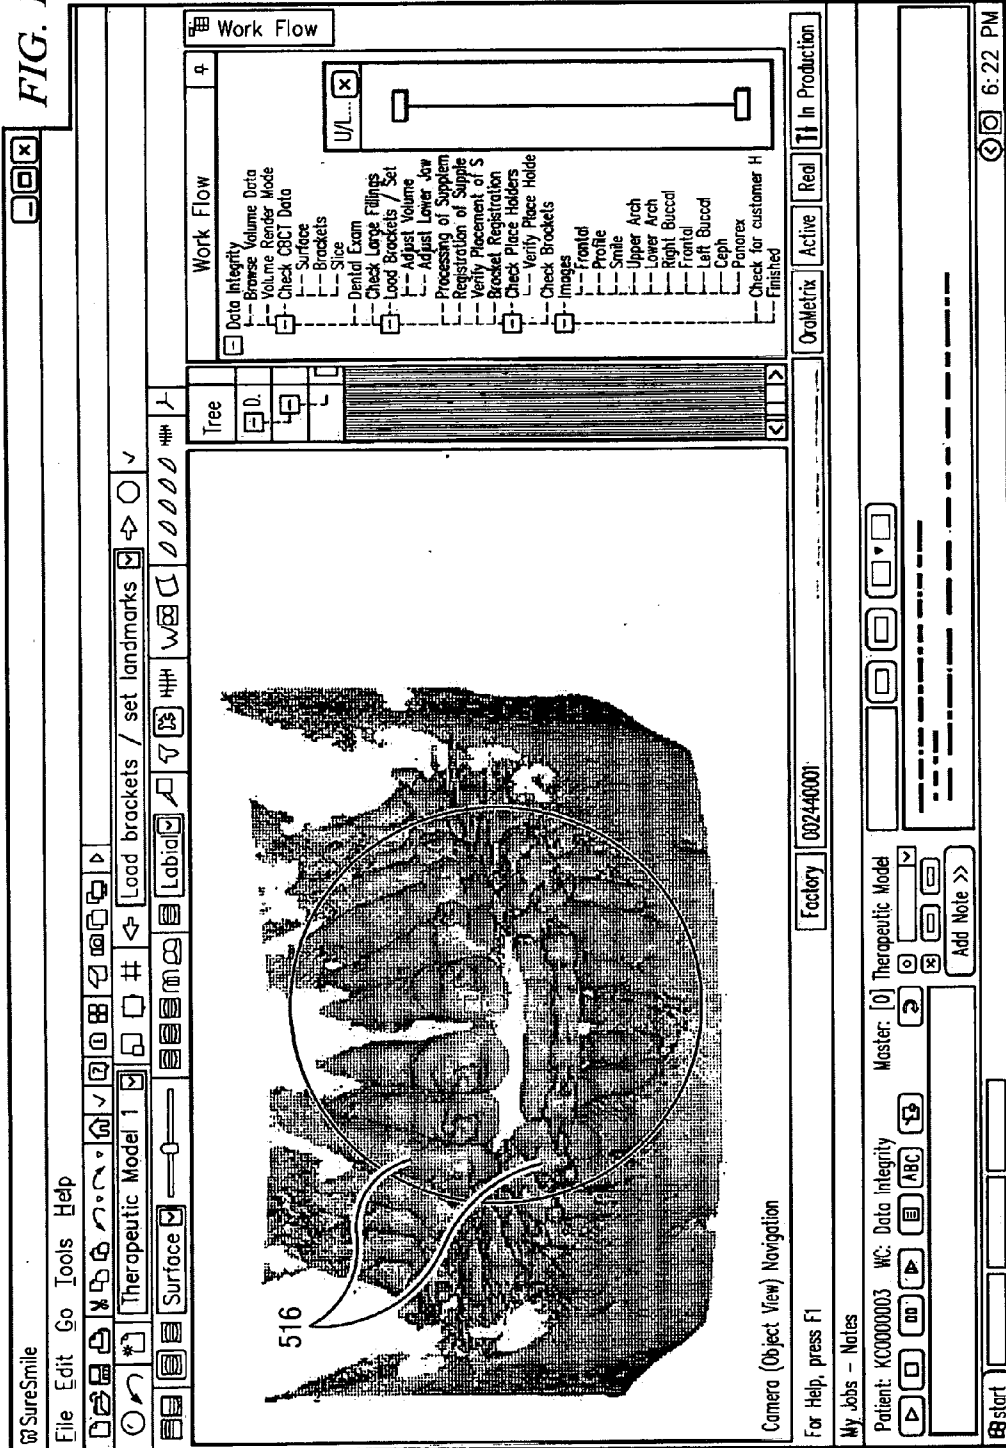 FIG.
SureSmile
File Edit Go Tools Help
Therapeutic Model 1
Load brackets / set landmarks
Surface
Labial
Tree
D.
Work Flow
Work Flow
Data Integrity
Browse Volume Data
Volume Render Mode
Check CBCT Data
Surface
Brackets
Slice
Dental Exam
Check Large Fillings
Load Brackets / Set
Adjust Volume
Adjust Lower Jaw
Processing of Supplem
Registration of Supple
Verify Placement of S
Bracket Registration
Check Place Holders
Verify Place Holde
Check Brackets
Images
Frontal
Profile
Smile
Upper Arch
Lower Arch
Right Buccal
Frontal
Left Buccal
Ceph
Panorex
Check for customer H
Finished
U/L...
516
Camera (Object View) Navigation
For Help, press F1
Factory 002440001
OraMetrix Active Real In Production
My Jobs - Notes
Patient: KC00000003 WC: Data Integrity Master: [0] Therapeutic Model
ABC
Add Note >>
start
6:22 PM